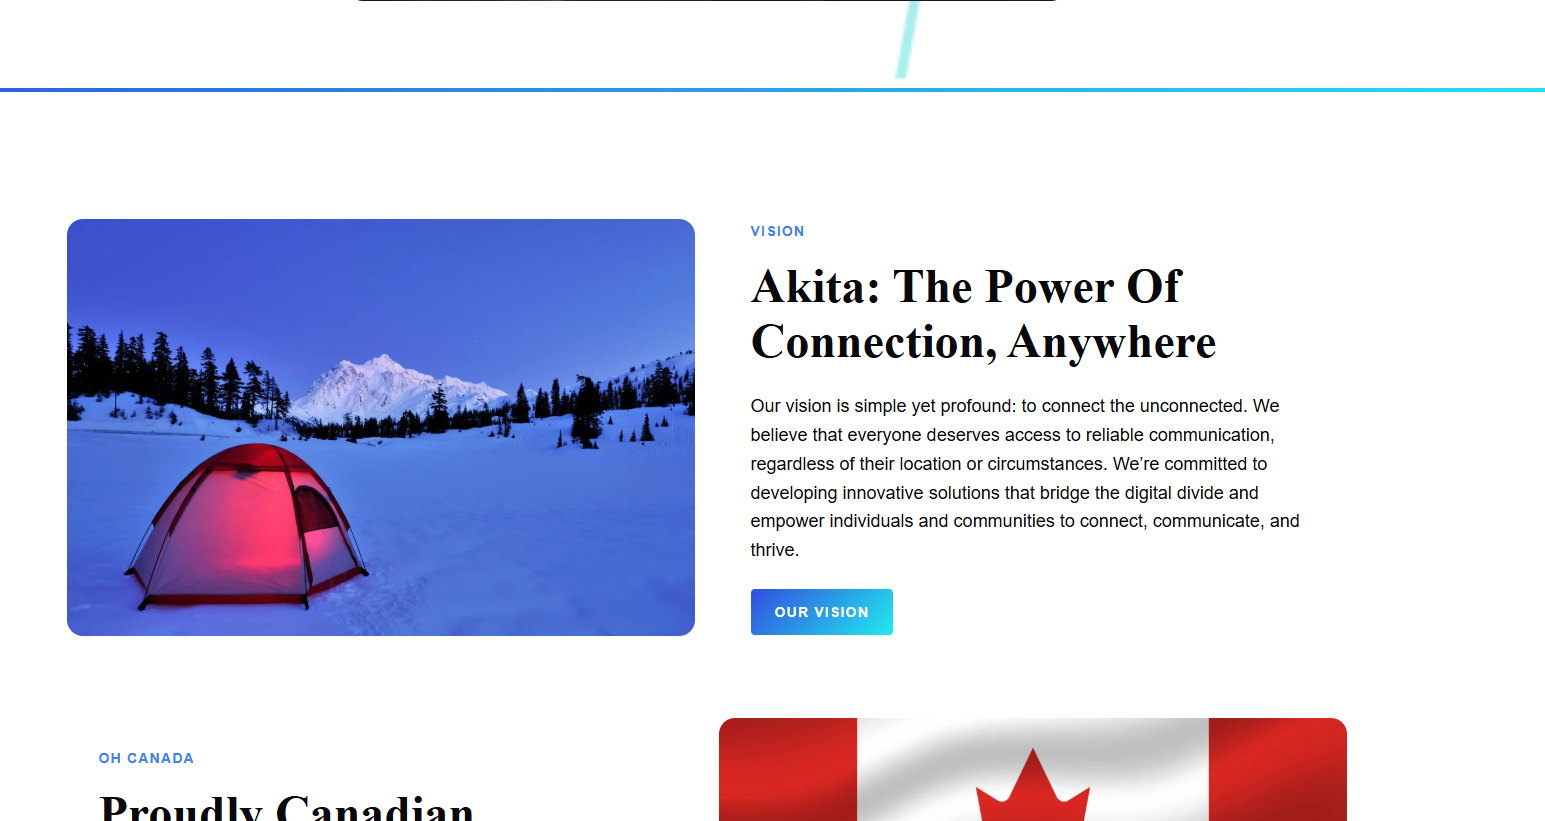 VISION
Akita: The Power Of
Connection, Anywhere
Our vision is simple yet profound: to connect the unconnected. We
believe that everyone deserves access to reliable communication,
regardless of their location or circumstances. We’re committed to
developing innovative solutions that bridge the digital divide and
empower individuals and communities to connect, communicate, and
thrive.
OUR VISION
OH CANADA
Proudly Canadian